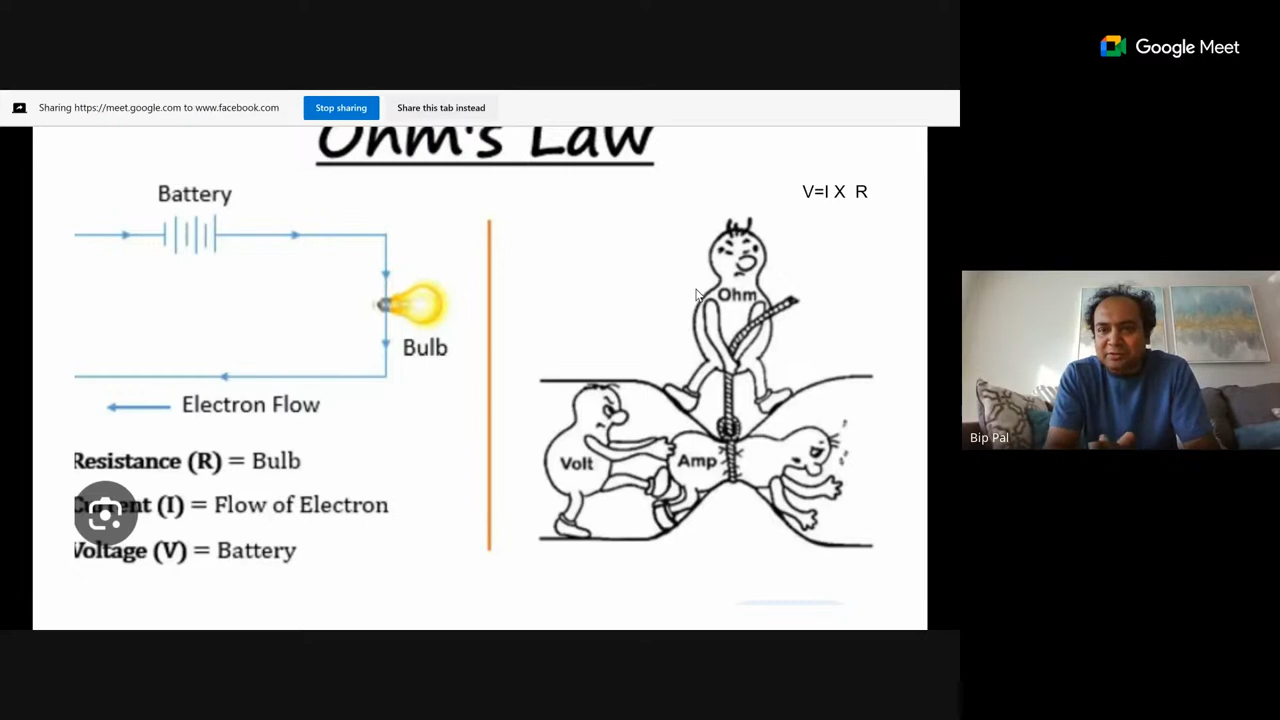 Google Meet
Sharing https://meet.google.com to www.facebook.com
Stop sharing
Share this tab instead
Ohm's Law
Battery
V=I X R
Ohm
Bulb
Electron Flow
Volt
Amp
Resistance (R) = Bulb
Current (I) = Flow of Electron
Voltage (V) = Battery
Bip Pal